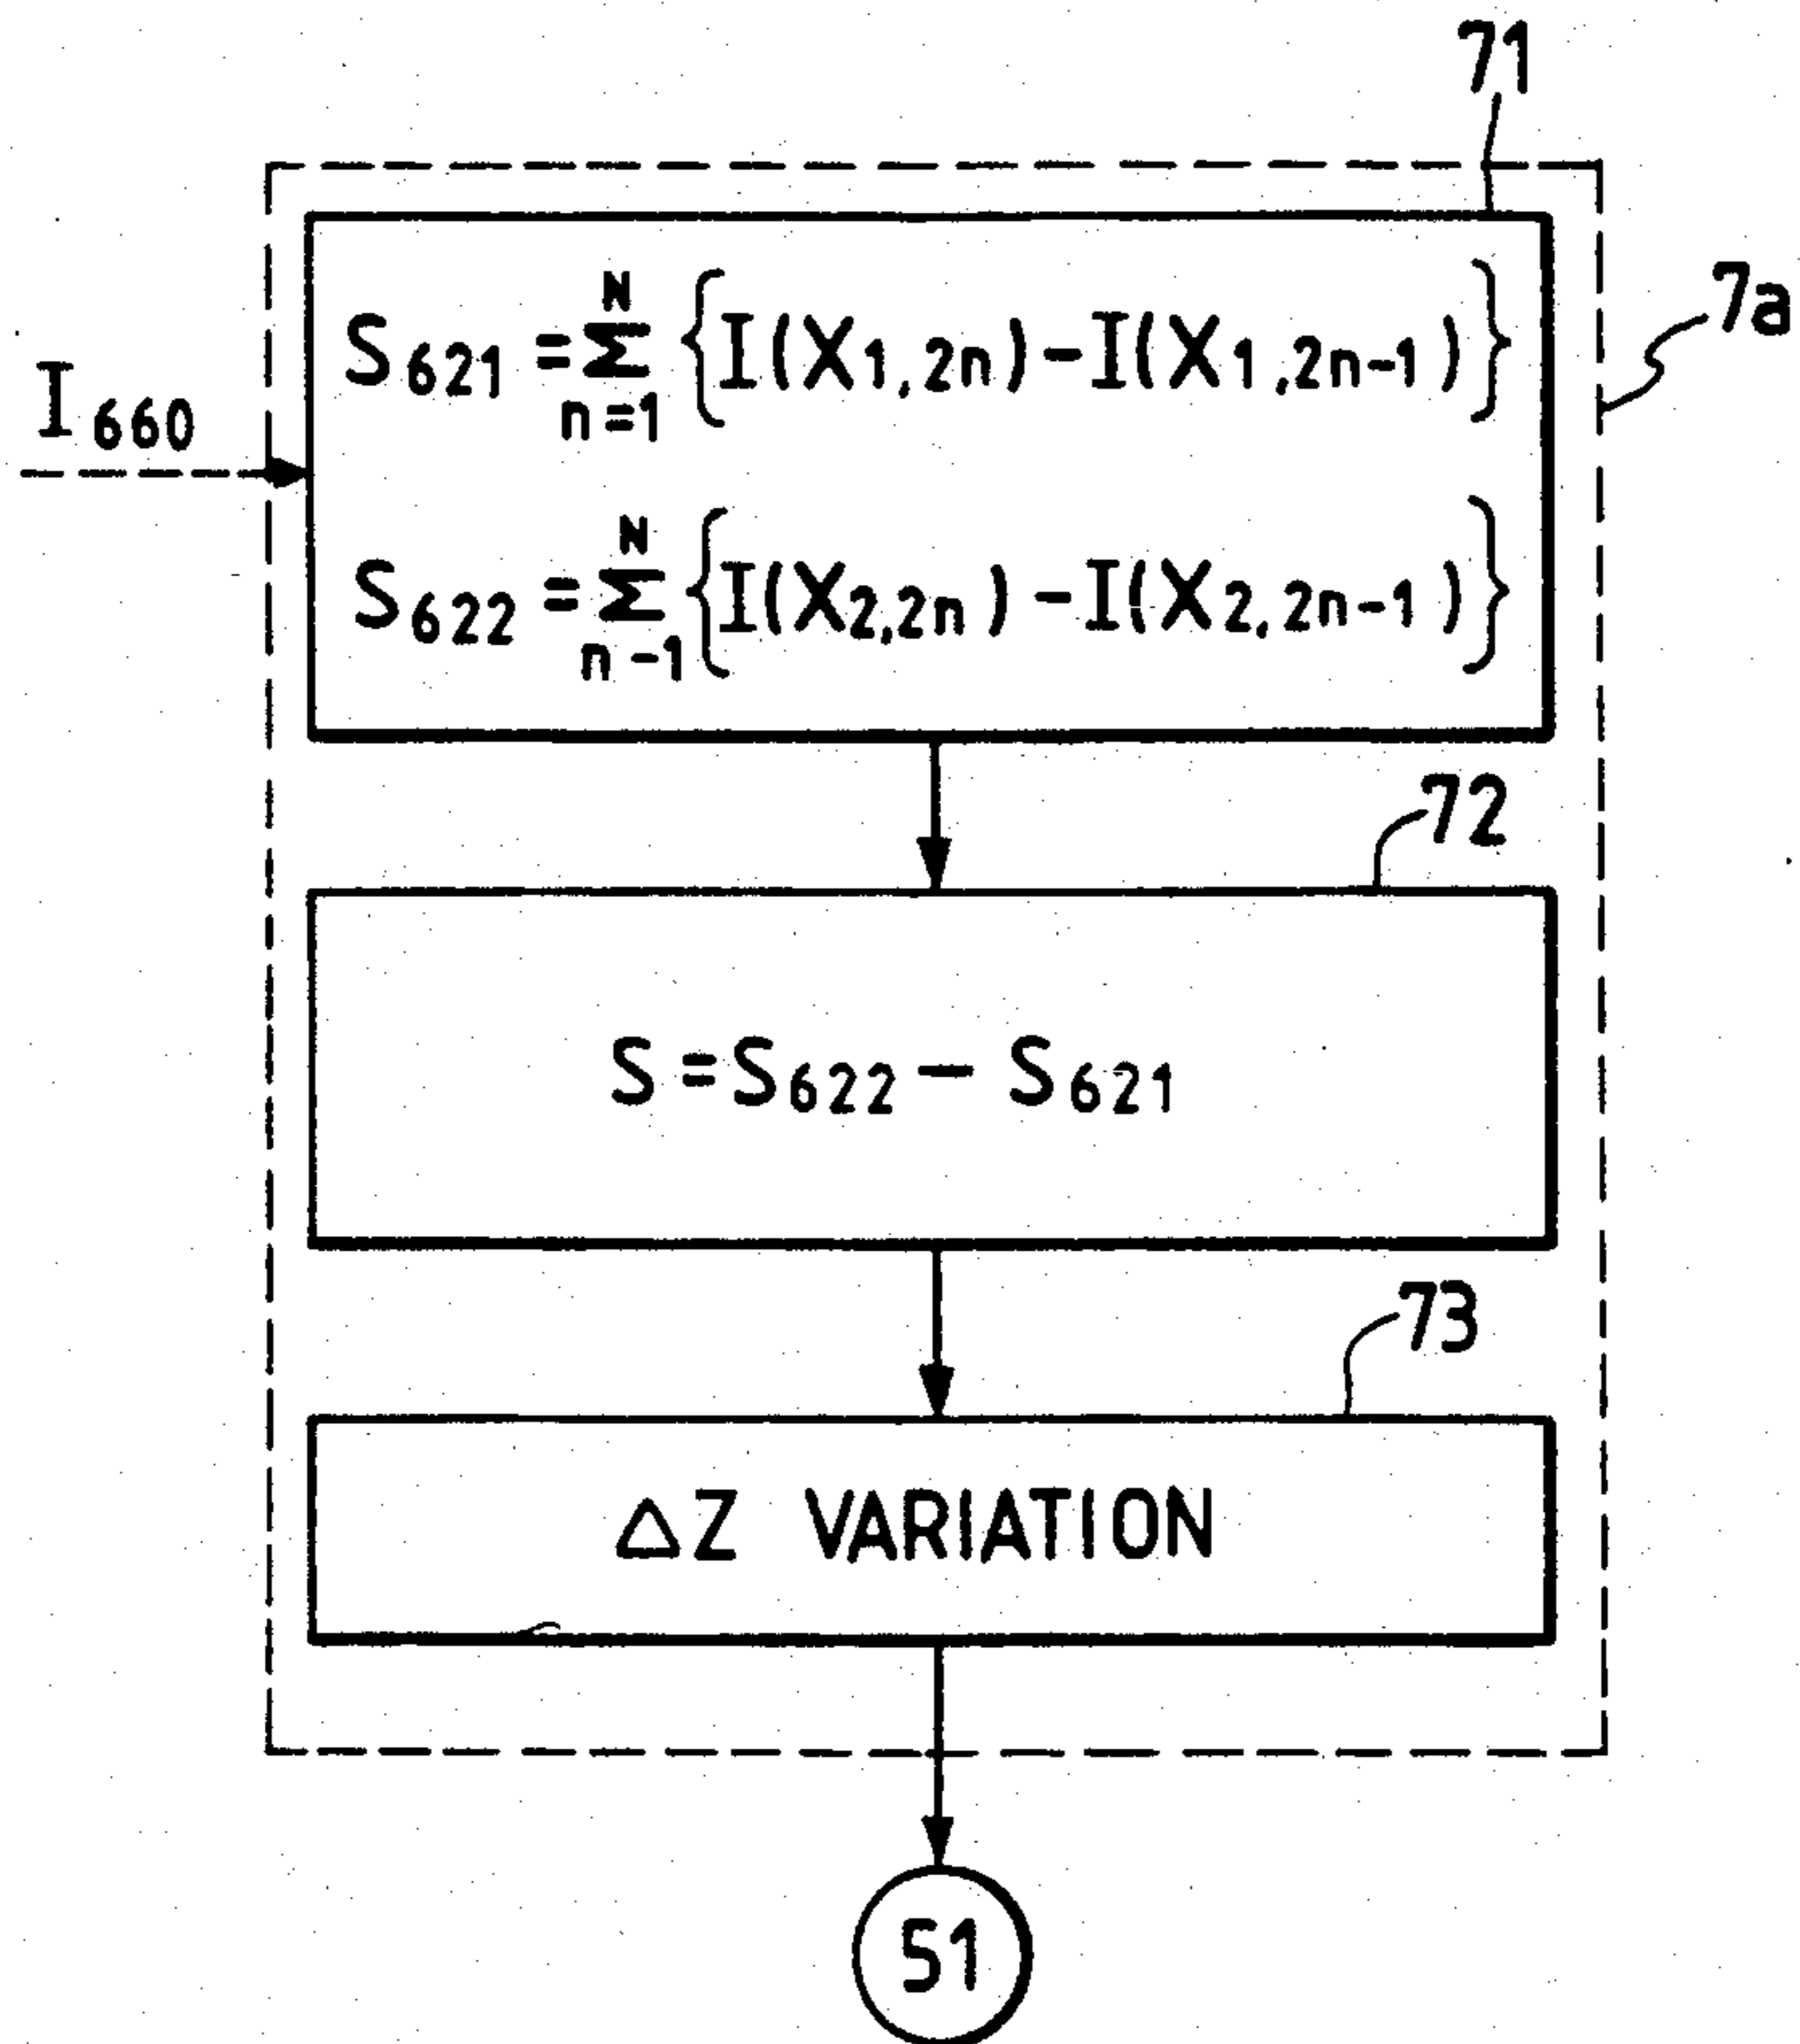 71
7a
I660
N
S621 = Σ {I(X1,2n) - I(X1,2n-1)}
n=1
N
S622 = Σ {I(X2,2n) - I(X2,2n-1)}
n-1
72
S = S622 - S621
73
ΔZ VARIATION
51